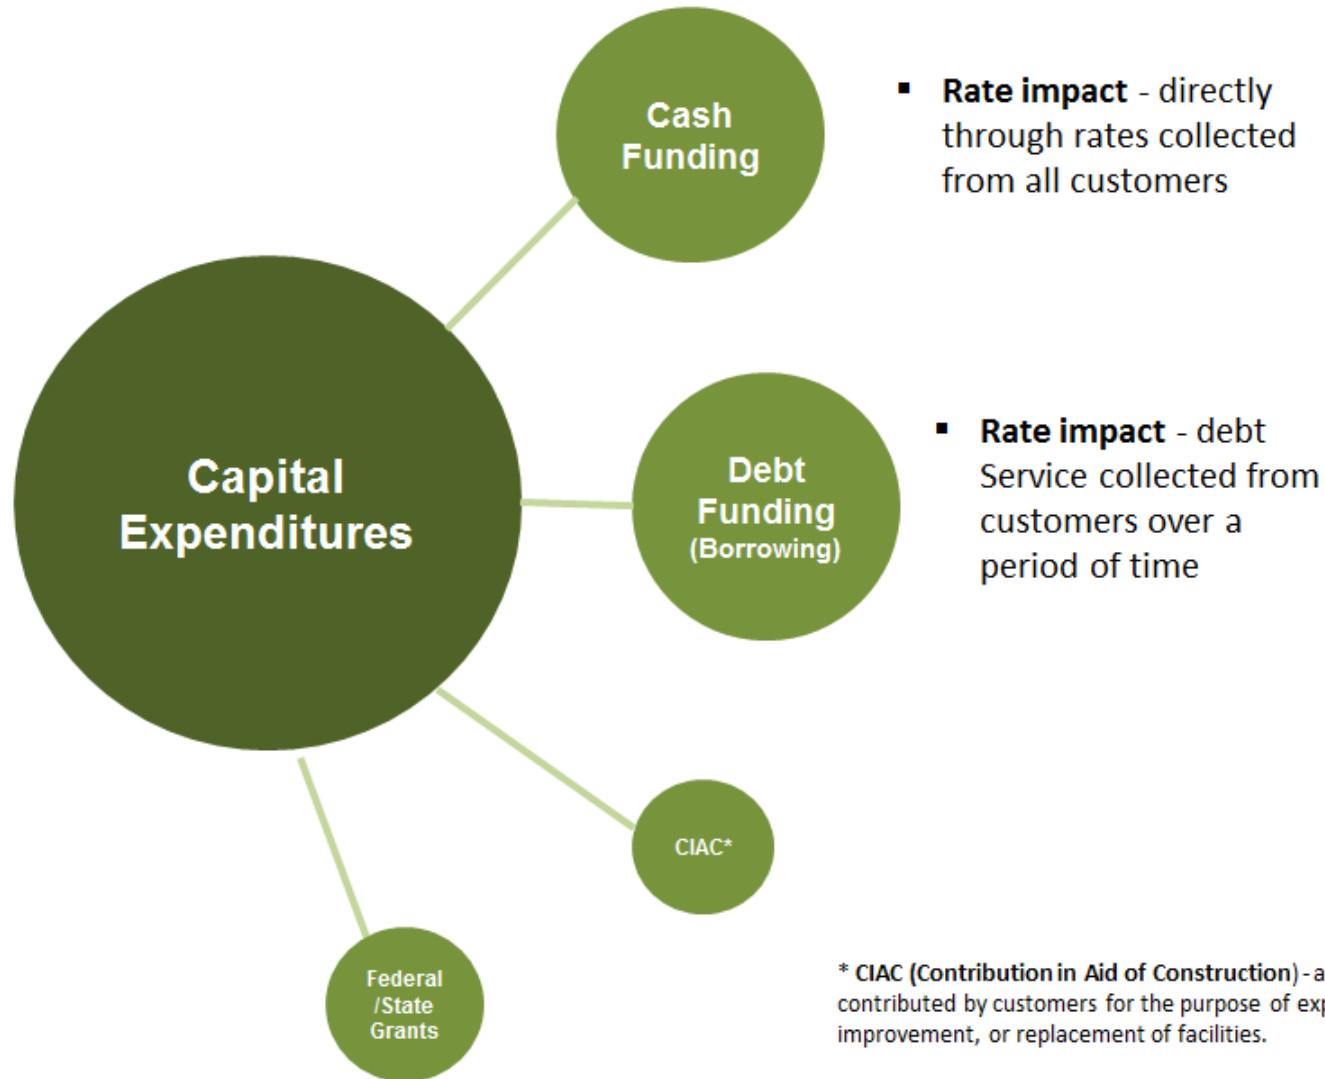 Cash
Funding
▪ Rate impact - directly
through rates collected
from all customers
Capital
Expenditures
Debt
Funding
(Borrowing)
▪ Rate impact - debt
Service collected from
customers over a
period of time
CIAC*
Federal
/State
Grants
* CIAC (Contribution in Aid of Construction) - a
contributed by customers for the purpose of
improvement, or replacement of facilities.